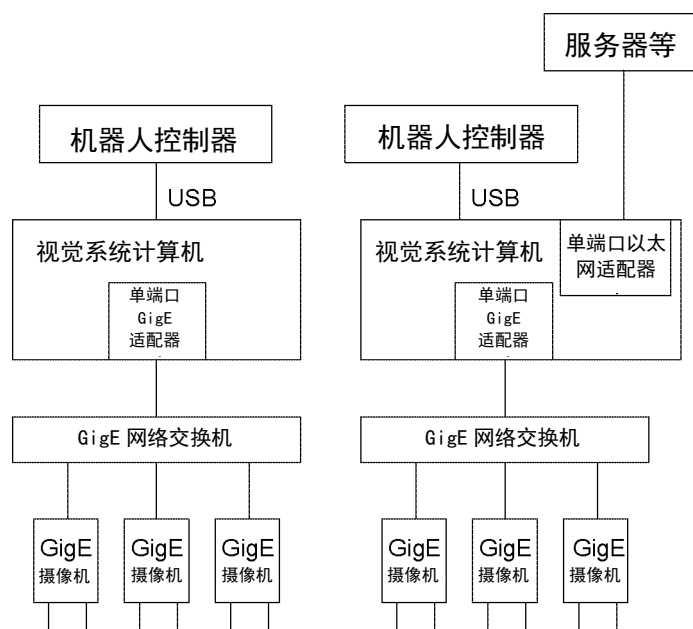 服务器等
机器人控制器
机器人控制器
USB
USB
视觉系统计算机
单端口
GigE
适配器
视觉系统计算机
单端口以太
网适配器
单端口
GigE
适配器
GigE 网络交换机
GigE 网络交换机
GigE
摄像机
GigE
摄像机
GigE
摄像机
GigE
摄像机
GigE
摄像机
GigE
摄像机